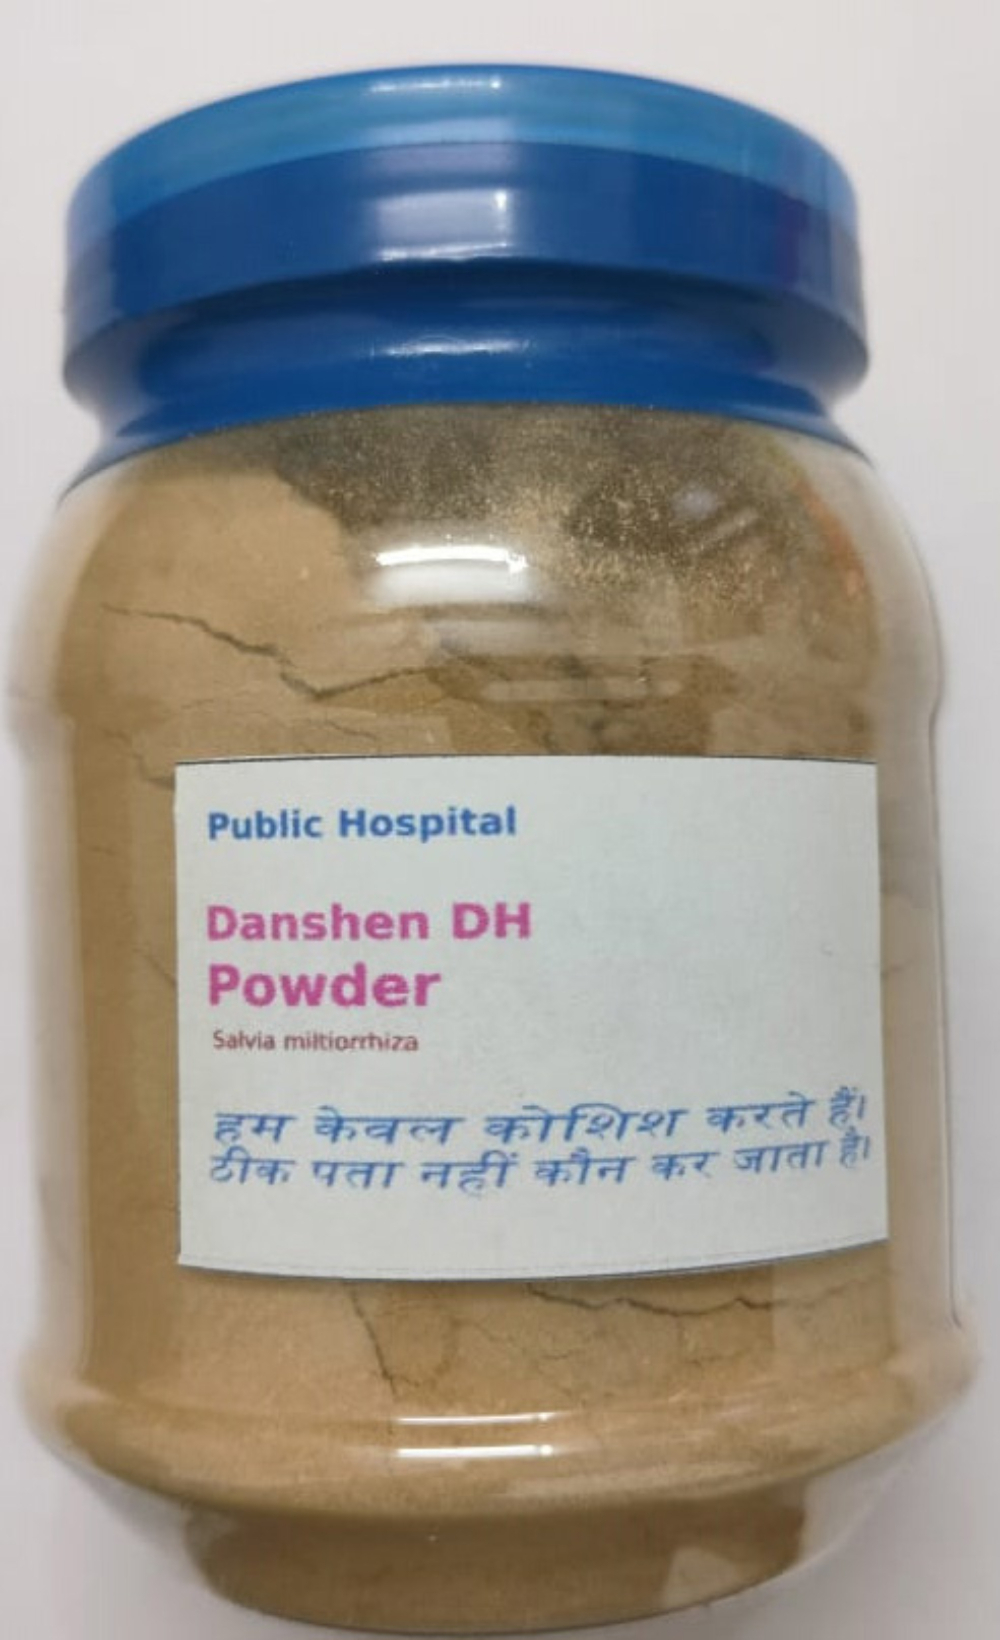 Public Hospital
Danshen DH
Powder
Salvia miltiorrhiza
हम केवल कोशिश करते हैं।
ठीक पता नहीं कौन कर जाता है।